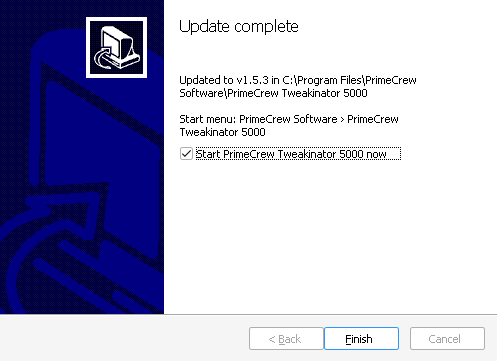 Update complete
Updated to v1.5.3 in C:\Program Files\PrimeCrew
Software\PrimeCrew Tweakinator 5000
Start menu: PrimeCrew Software > PrimeCrew
Tweakinator 5000
Start PrimeCrew Tweakinator 5000 now
< Back
Finish
Cancel